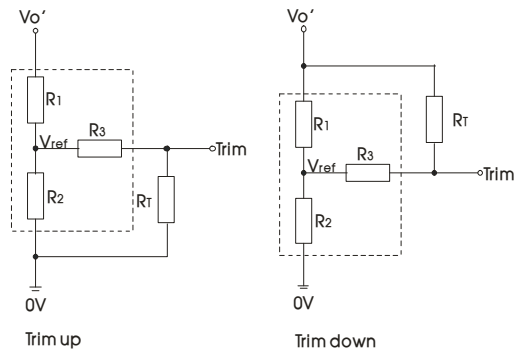 Vo’
R1
Vref
R3
Trim
R2
RT
0V
Trim up
Vo’
R1
RT
Vref
R3
Trim
R2
0V
Trim down